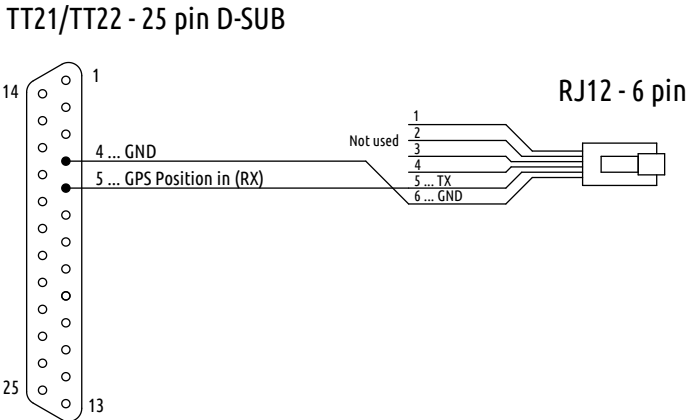 TT21/TT22 - 25 pin D-SUB
1
14
RJ12 - 6 pin
1
Not used
2
3
4 ... GND
4
5 ... GPS Position in (RX)
5 ... TX
6 ... GND
25
13